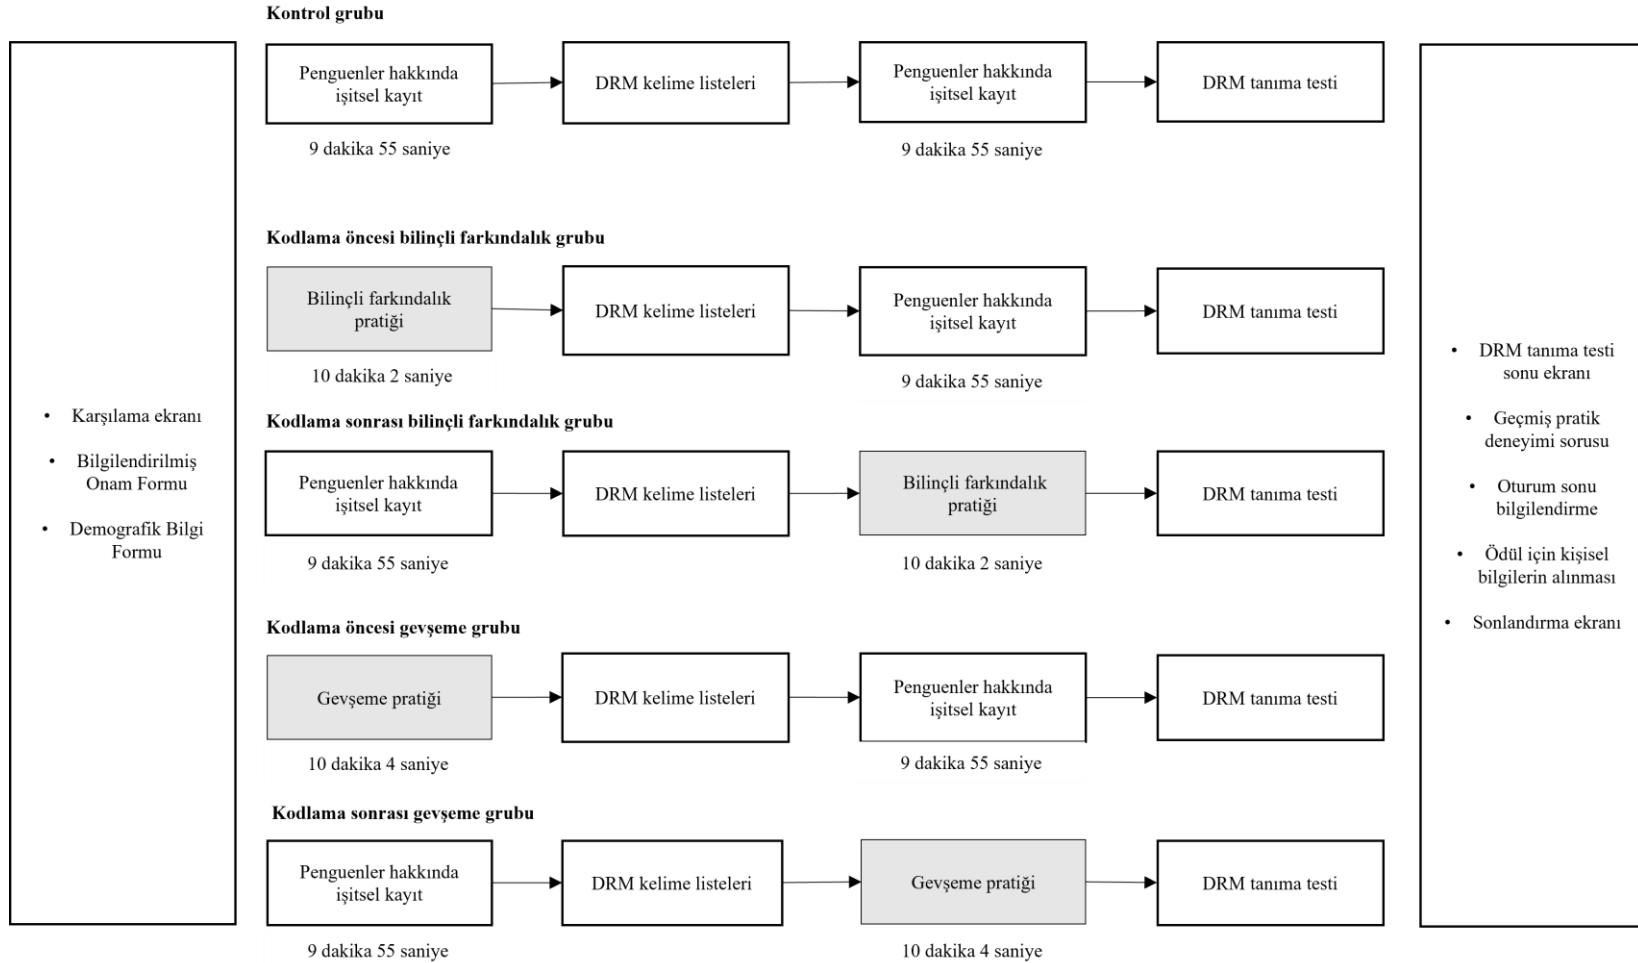 Kontrol grubu
Penguenler hakkında
işitsel kayıt
9 dakika 55 saniye
DRM kelime listeleri
Penguenler hakkında
işitsel kayıt
9 dakika 55 saniye
DRM tanıma testi
Kodlama öncesi bilinçli farkındalık grubu
Bilinçli farkındalık
pratiği
10 dakika 2 saniye
DRM kelime listeleri
Penguenler hakkında
işitsel kayıt
9 dakika 55 saniye
DRM tanıma testi
Kodlama sonrası bilinçli farkındalık grubu
Penguenler hakkında
işitsel kayıt
9 dakika 55 saniye
DRM kelime listeleri
Bilinçli farkındalık
pratiği
10 dakika 2 saniye
DRM tanıma testi
Kodlama öncesi gevşeme grubu
Gevşeme pratiği
10 dakika 4 saniye
DRM kelime listeleri
Penguenler hakkında
işitsel kayıt
9 dakika 55 saniye
DRM tanıma testi
Kodlama sonrası gevşeme grubu
Penguenler hakkında
işitsel kayıt
9 dakika 55 saniye
DRM kelime listeleri
Gevşeme pratiği
10 dakika 4 saniye
DRM tanıma testi
• Karşılama ekranı
• Bilgilendirilmiş
Onam Formu
• Demografik Bilgi
Formu
• DRM tanıma testi
sonu ekranı
• Geçmiş pratik
deneyimi sorusu
• Oturum sonu
bilgilendirme
• Ödül için kişisel
bilgilerin alınması
• Sonlandırma ekranı